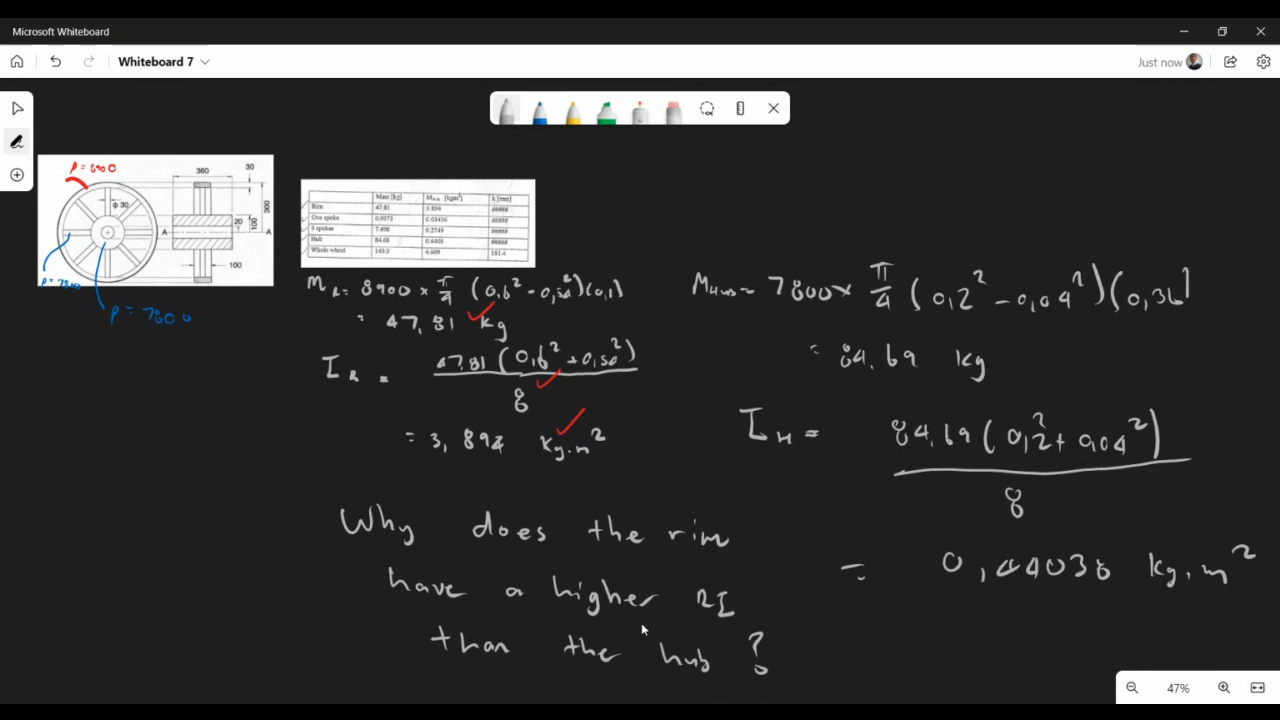 Microsoft Whiteboard
Whiteboard 7
Just now
ρ = 8900
360
30
φ 30
300
20
100
A
A
100
ρ = 7800
ρ = 7800
Mass [kg] k [mm]
Rim 47.81 3.894 #####
One spoke 0.9373 0.03436 #####
8 spokes 7.498 0.2749 #####
Hub 84.68 0.4403 #####
Whole wheel 140.0 4.609 181.4
M_R = 8900 × π/4 (0,6² - 0,54²)(0,1)
= 47,81 kg
I_R = 47.81 (0,6² + 0,54²) / 8
= 3,894 kg.m²
M_Hub = 7800 × π/4 (0,2² - 0,04²)(0,36)
= 84.69 kg
I_H = 84.69 (0,2² + 0,04²) / 8
= 0,44038 kg.m²
Why does the rim
have a higher
than the hub ?
47%